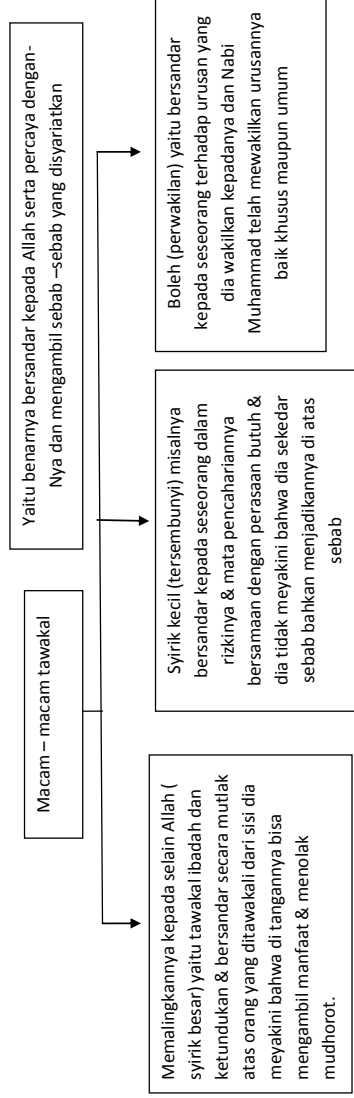 Macam – macam tawakal
Yaitu benarnya bersandar kepada Allah serta percaya dengan-
Nya dan mengambil sebab –sebab yang disyariatkan
Memalingkannya kepada selain Allah (
syirik besar) yaitu tawakal ibadah dan
ketundukan & bersandar secara mutlak
atas orang yang ditawakali dari sisi dia
meyakini bahwa di tangannya bisa
mengambil manfaat & menolak
mudhorot.
Syirik kecil (tersembunyi) misalnya
bersandar kepada seseorang dalam
rizkinya & mata pencahariannya
bersamaan dengan perasaan butuh &
dia tidak meyakini bahwa dia sekedar
sebab bahkan menjadikannya di atas
sebab
Boleh (perwakilan) yaitu bersandar
kepada seseorang terhadap urusan yang
dia wakilkan kepadanya dan Nabi
Muhammad telah mewakilkan urusannya
baik khusus maupun umum